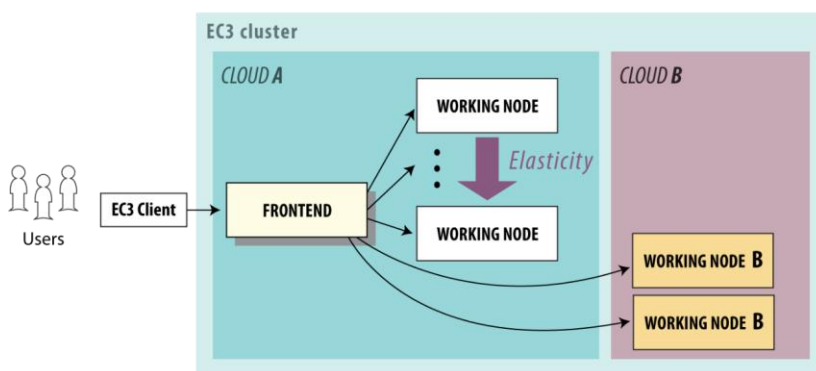 EC3 cluster
CLOUD A
CLOUD B
WORKING NODE
Elasticity
Users
EC3 Client
FRONTEND
WORKING NODE
WORKING NODE B
WORKING NODE B